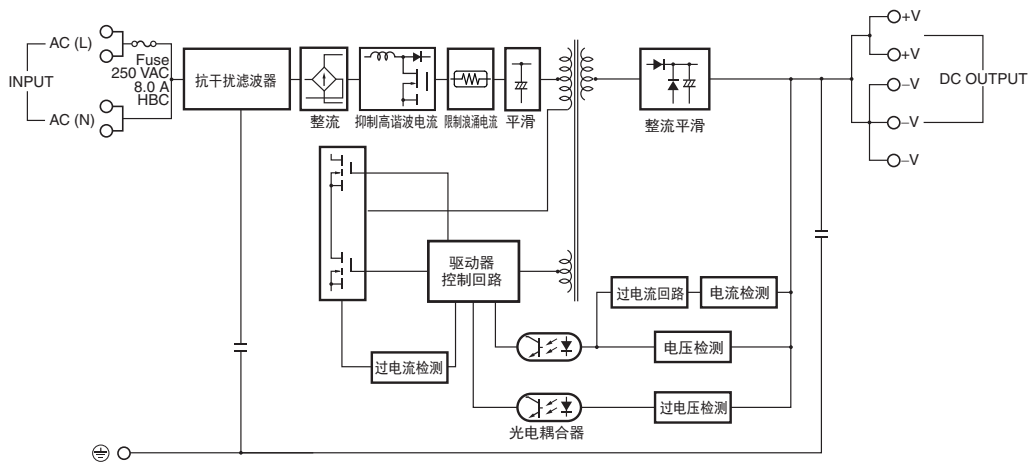 AC (L)
INPUT
AC (N)
Fuse
250 VAC
8.0 A
HBC
抗干扰滤波器
整流
抑制高谐波电流
限制浪涌电流
平滑
整流平滑
+V
+V
–V
–V
–V
DC OUTPUT
驱动器
控制回路
过电流回路
电流检测
电压检测
过电流检测
过电压检测
光电耦合器